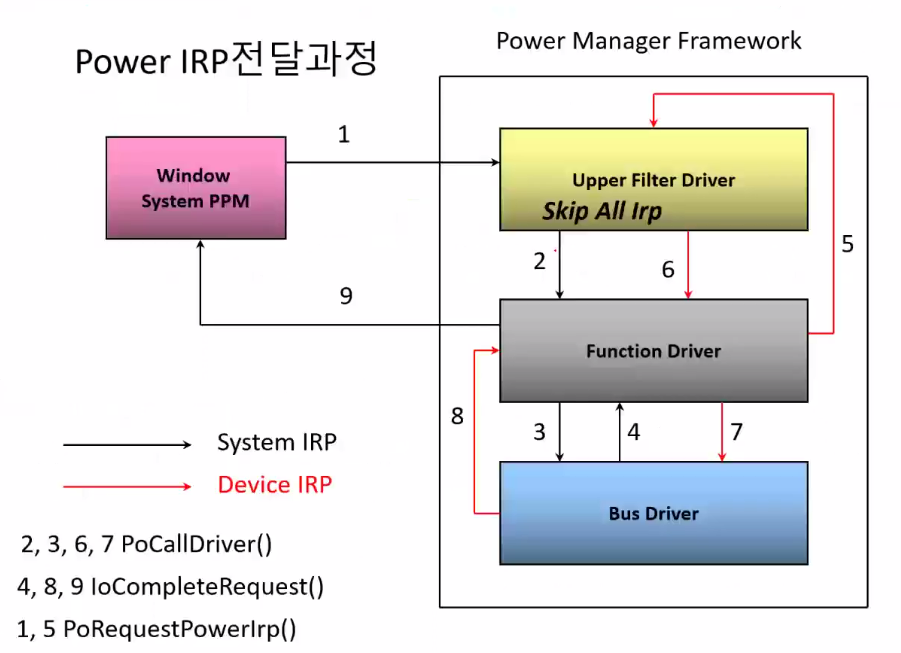 Power IRP전달과정
Power Manager Framework
1
Window
System PPM
Upper Filter Driver
Skip All Irp
2
6
5
9
Function Driver
8
3
4
7
System IRP
Device IRP
Bus Driver
2, 3, 6, 7 PoCallDriver()
4, 8, 9 IoCompleteRequest()
1, 5 PoRequestPowerIrp()